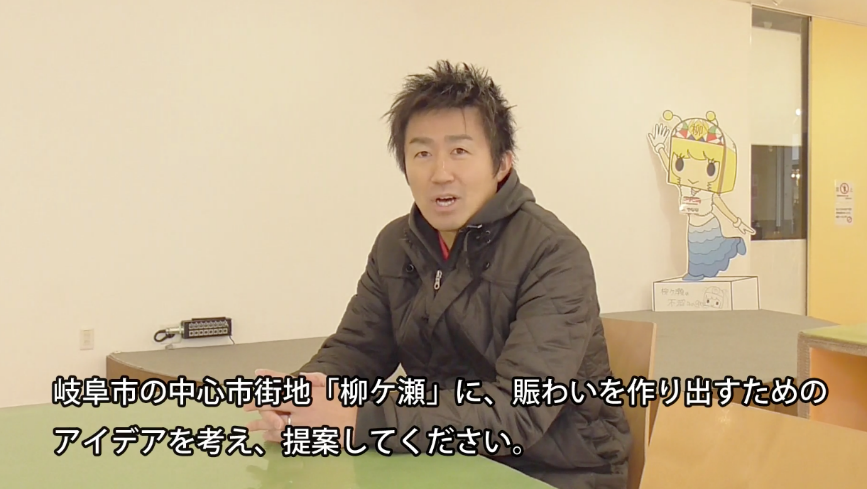 岐阜市の中心市街地「柳ケ瀬」に、賑わいを作り出すための
アイデアを考え、提案してください。
柳